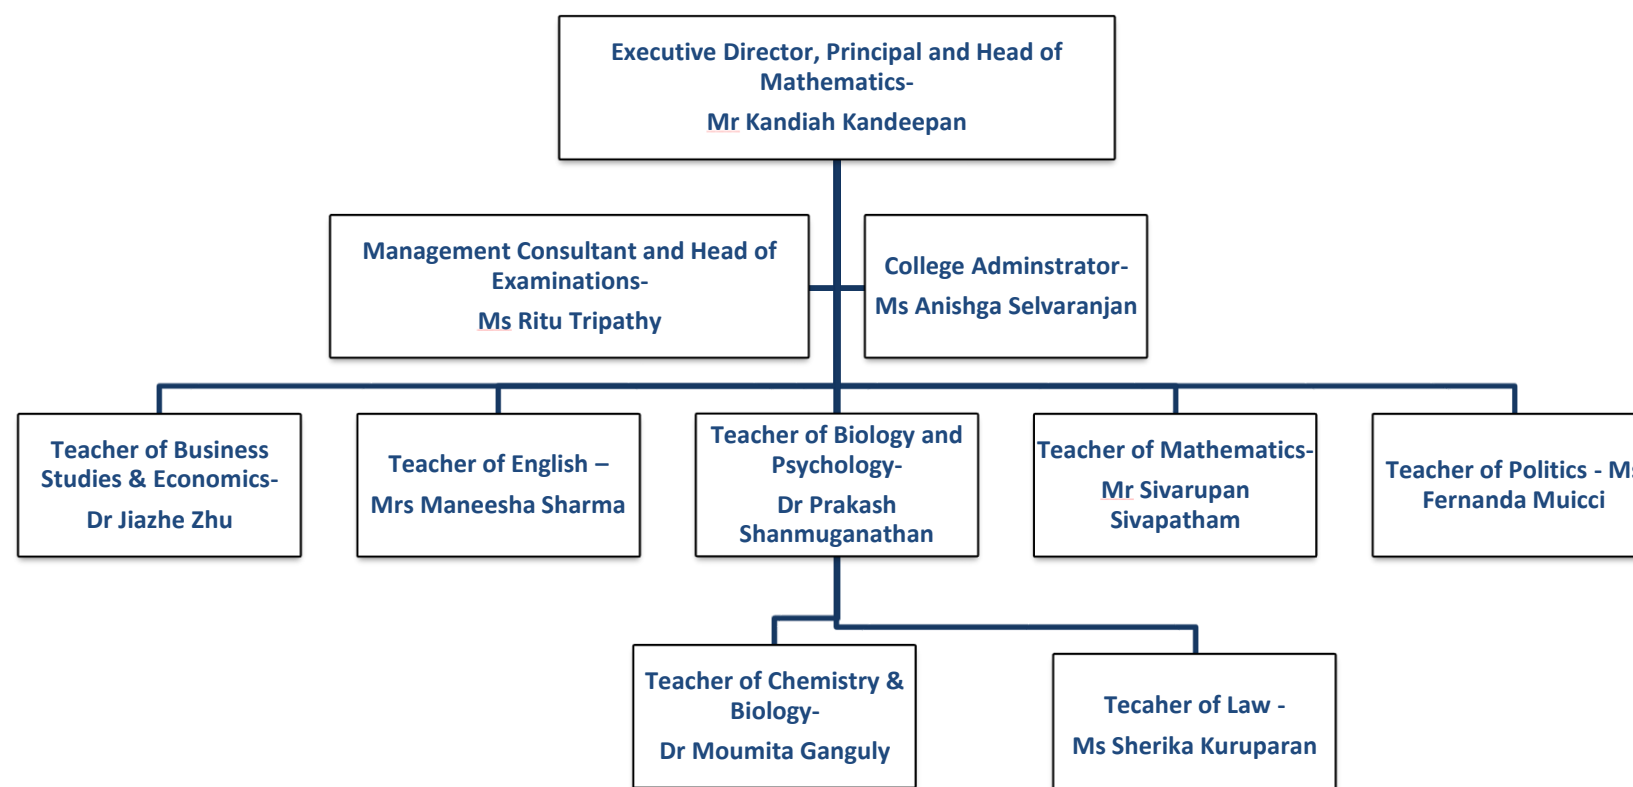 Executive Director, Principal and Head of
Mathematics-
Mr Kandiah Kandeepan
Management Consultant and Head of
Examinations-
Ms Ritu Tripathy
College Adminstrator-
Ms Anishga Selvaranjan
Teacher of Business
Studies & Economics-
Dr Jiazhe Zhu
Teacher of English –
Mrs Maneesha Sharma
Teacher of Biology and
Psychology-
Dr Prakash
Shanmuganathan
Teacher of Mathematics-
Mr Sivarupan
Sivapatham
Teacher of Politics - Ms
Fernanda Muicci
Teacher of Chemistry &
Biology-
Dr Moumita Ganguly
Tecaher of Law -
Ms Sherika Kuruparan